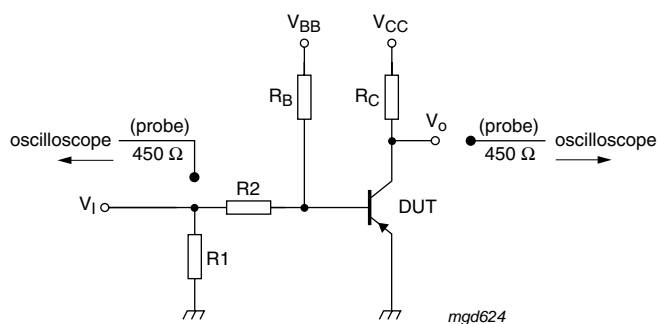 VBB
VCC
RB
RC
Vo
(probe)
oscilloscope
450 Ω
(probe)
oscilloscope
450 Ω
R2
VI
DUT
R1
mgd624